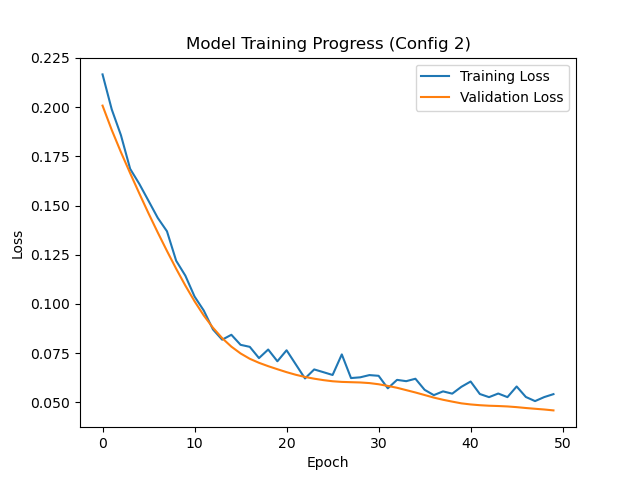 Model Training Progress (Config 2)
0.225
0.200
0.175
0.150
0.125
0.100
0.075
0.050
Loss
Training Loss
Validation Loss
0 10 20 30 40 50
Epoch